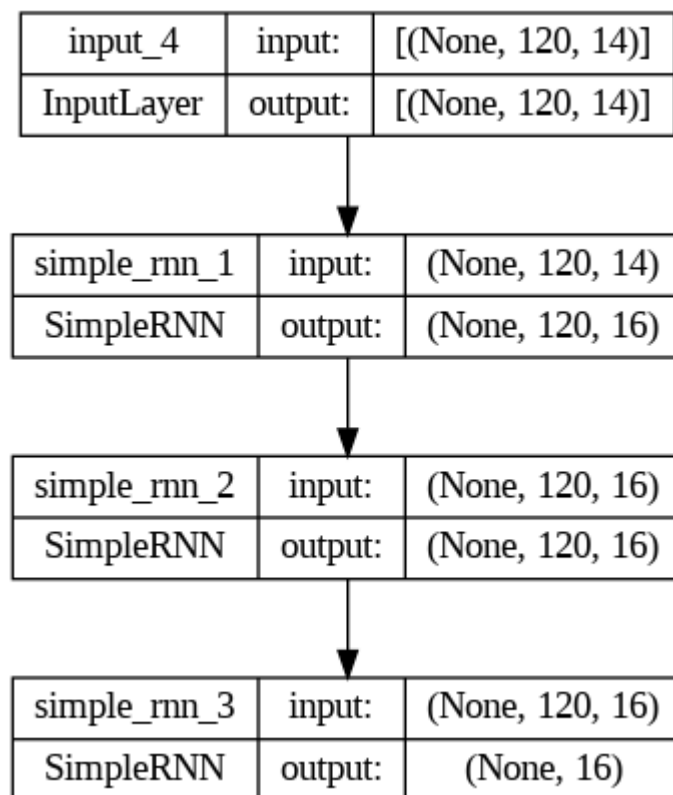 input_4 input: [(None, 120, 14)]
InputLayer output: [(None, 120, 14)]
simple_rnn_1 input: (None, 120, 14)
SimpleRNN output: (None, 120, 16)
simple_rnn_2 input: (None, 120, 16)
SimpleRNN output: (None, 120, 16)
simple_rnn_3 input: (None, 120, 16)
SimpleRNN output: (None, 16)